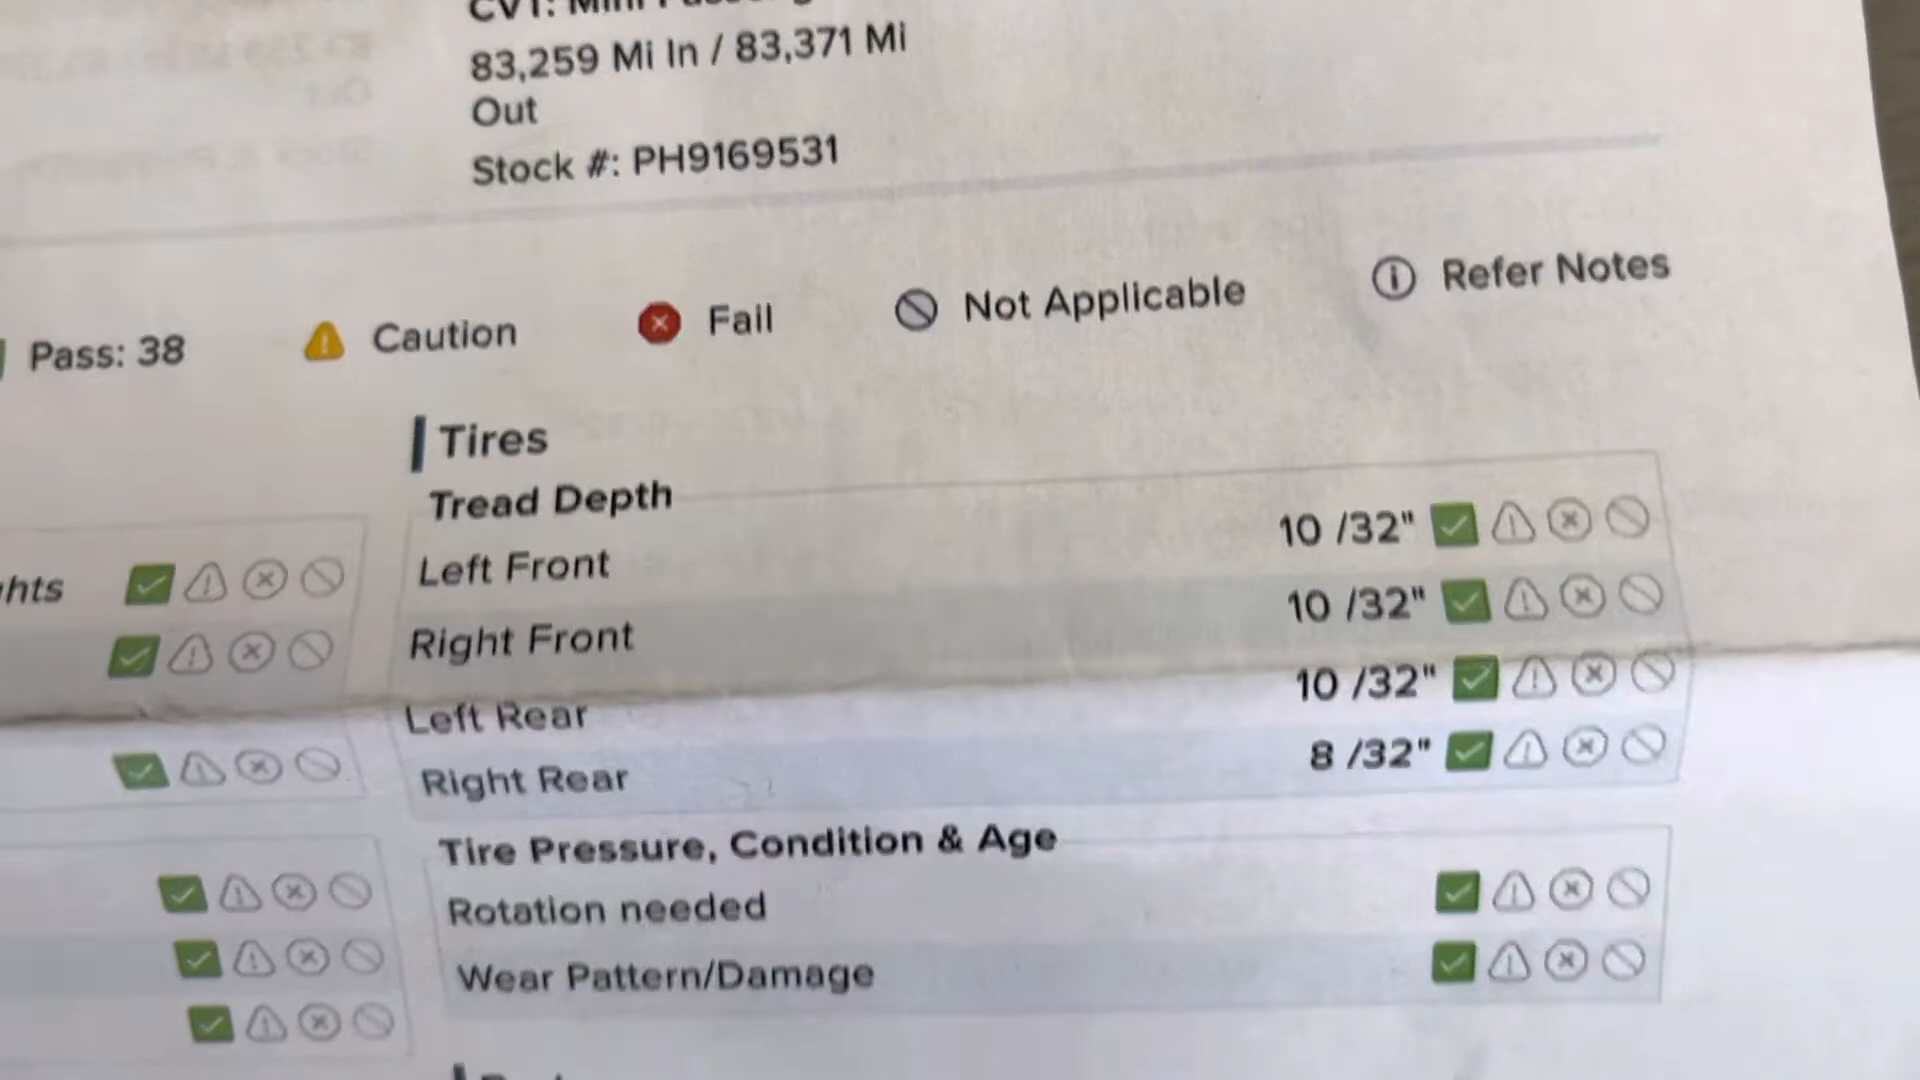 CVT: Mini
83,259 Mi In / 83,371 Mi
Out
Stock #: PH9169531
Pass: 38
Caution
Fail
Not Applicable
Refer Notes
Tires
Tread Depth
Left Front 10 /32"
Right Front 10 /32"
Left Rear 10 /32"
Right Rear 8 /32"
Tire Pressure, Condition & Age
Rotation needed
Wear Pattern/Damage